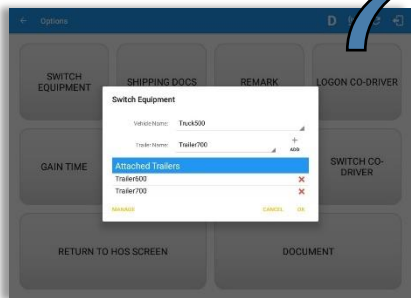 Options
D
SWITCH EQUIPMENT
SHIPPING DOCS
REMARK
LOGON CO-DRIVER
Switch Equipment
Vehicle Name: Truck500
Trailer Name: Trailer700
+
ADD
GAIN TIME
Attached Trailers
SWITCH CO-DRIVER
Trailer600
Trailer700
MANAGE
CANCEL
OK
RETURN TO HOS SCREEN
DOCUMENT